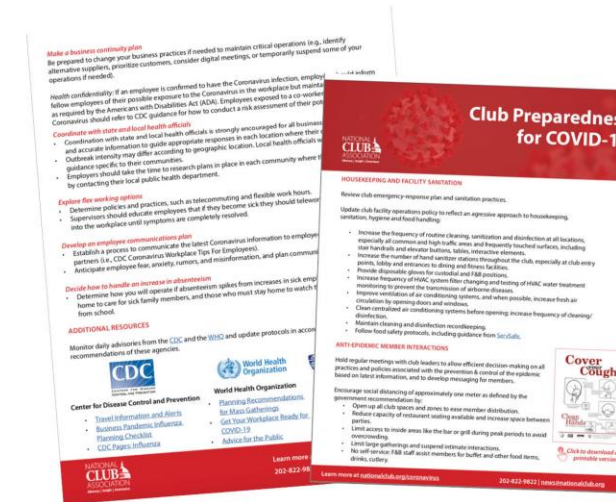 Make a business continuity plan
Be prepared to change your business practices if needed to maintain critical operations (e.g., identify
alternative suppliers, prioritize customers, consider digital meetings, or temporarily suspend some of your
operations if needed).
Health confidentiality: If an employee is confirmed to have the Coronavirus infection,
fellow employees of their possible exposure to the Coronavirus in the workplace but
as required by the Americans with Disabilities Act (ADA). Employees exposed to a
Coronavirus should refer to CDC guidance for how to conduct a risk assessment of their
Coordinate with state and local health officials
• Coordination with state and local health officials is strongly encouraged for all
and accurate information to guide appropriate responses in each location where their
• Outbreak intensity may differ according to geographic location. Local health officials
guidance specific to their communities.
• Employers should take the time to research plans in place in each community where
by contacting their local public health department.
Explore flex working options
• Determine policies and practices, such as telecommuting and flexible work hours.
• Supervisors should educate employees that if they become sick they should
into the workplace until symptoms are completely resolved.
Develop an employee communications plan
• Establish a process to communicate the latest Coronavirus information to
partners (i.e., CDC Coronavirus Workplace Tips For Employees).
• Anticipate employee fear, anxiety, rumors, and misinformation, and plan
Decide how to handle an increase in absenteeism
• Determine how you will operate if absenteeism spikes from increases in sick
home to care for sick family members, and those who must stay home to watch
from school.
ADDITIONAL RESOURCES
Monitor daily advisories from the CDC and the WHO and update protocols in
recommendations of these agencies.
CDC
Center for Disease Control and Prevention
• Travel Information and Alerts
• Business Pandemic Influenza
Planning Checklist
• CDC Pages: Influenza
World Health
Organization
World Health Organization
• Planning Recommendations
for Mass Gatherings
• Get Your Workplace Ready for
COVID-19
• Advice for the Public
NATIONAL
CLUB
ASSOCIATION
Learn more
Club Preparedness
for COVID-1
NATIONAL
CLUB
ASSOCIATION
HOUSEKEEPING AND FACILITY SANITATION
Review club emergency-response plan and sanitation practices.
Update club facility operations policy to reflect an agressive approach to housekeeping,
sanitation, hygiene and food handling:
• Increase the frequency of routine cleaning, sanitization and disinfection at all locations,
especially all common and high traffic areas and frequently touched surfaces, including
stair handrails and elevator buttons, tables, interactive elements.
• Increase the number of hand sanitizer stations throughout the club, especially at club entry
points, lobby and entrances to dining and fitness facilities.
• Provide disposable gloves for custodial and F&B positions.
• Increase frequency of HVAC system filter changing and testing of HVAC water treatment
monitoring to prevent the transmission of airborne diseases.
• Improve ventilation of air conditioning systems, and when possible, increase fresh air
circulation by opening doors and windows.
• Clean centralized air conditioning systems before opening; increase frequency of cleaning/
disinfection.
• Maintain cleaning and disinfection recordkeeping.
• Follow food safety protocols, including guidance from ServSafe.
ANTI-EPIDEMIC MEMBER INTERACTIONS
Hold regular meetings with club leaders to allow efficient decision-making on all
practices and policies associated with the prevention & control of the epidemic
based on latest information, and to develop messaging for members.
Encourage social distancing of approximately one meter as defined by the
government recommendation by:
• Open up all club spaces and zones to ease member distribution.
• Reduce capacity of restaurant seating available and increase space between
parties.
• Limit access to inside areas like the bar or grill during peak periods to avoid
overcrowding.
• Limit large gatherings and suspend intimate interactions.
• No self-service: F&B staff assist members for buffet and other food items,
drinks, cutlery.
Cover
Cough
Clean
Hands
Click to download
printable version
Learn more at nationalclub.org/coronavirus
202-822-9822 | news@nationalclub.org